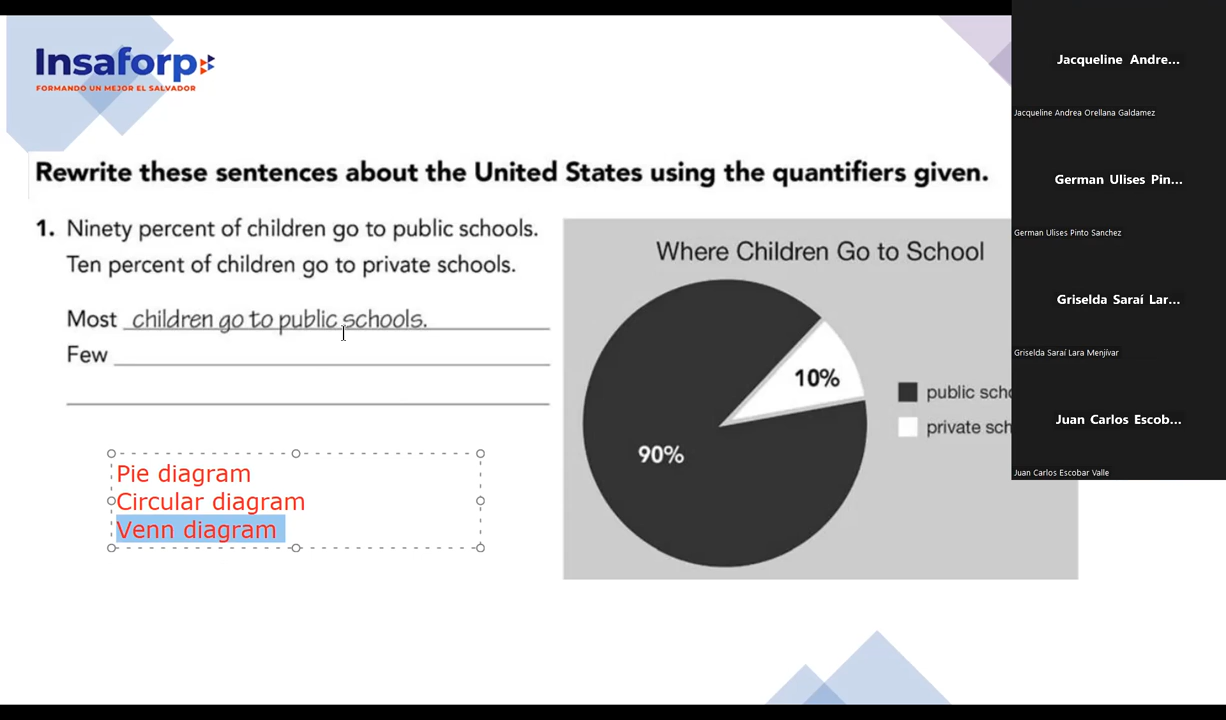 Insaforp
FORMANDO UN MEJOR EL SALVADOR
Rewrite these sentences about the United States using the quantifiers given.
1. Ninety percent of children go to public schools.
Ten percent of children go to private schools.
Most children go to public schools.
Few
Pie diagram
Circular diagram
Venn diagram
Where Children Go to School
10%
90%
public
private
Jacqueline Andre...
Jacqueline Andrea Orellana Galdamez
German Ulises Pin...
German Ulises Pinto Sanchez
Griselda Saraí Lar...
Griselda Saraí Lara Menjívar
Juan Carlos Escob...
Juan Carlos Escobar Valle